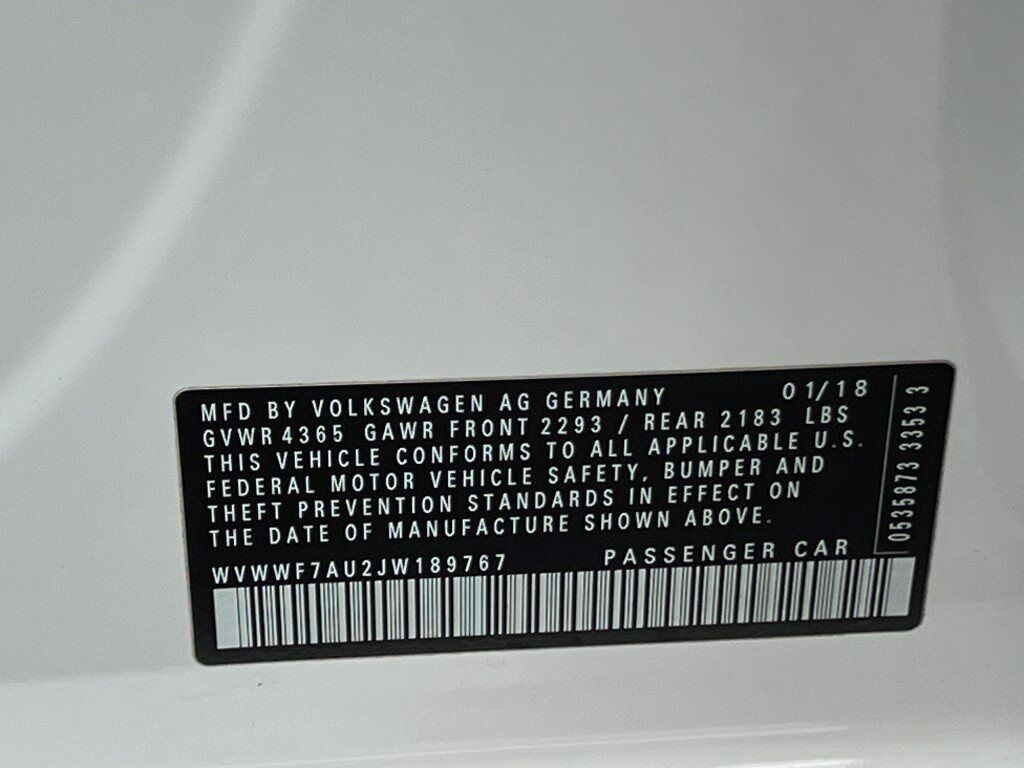 MFD BY VOLKSWAGEN AG GERMANY 01/18
GVWR 4365 GAWR FRONT 2293 / REAR 2183 LBS
THIS VEHICLE CONFORMS TO ALL APPLICABLE U.S.
FEDERAL MOTOR VEHICLE SAFETY, BUMPER AND
THEFT PREVENTION STANDARDS IN EFFECT ON
THE DATE OF MANUFACTURE SHOWN ABOVE.
WVWWF7AU2JW189767 PASSENGER CAR
0535873 3353 3